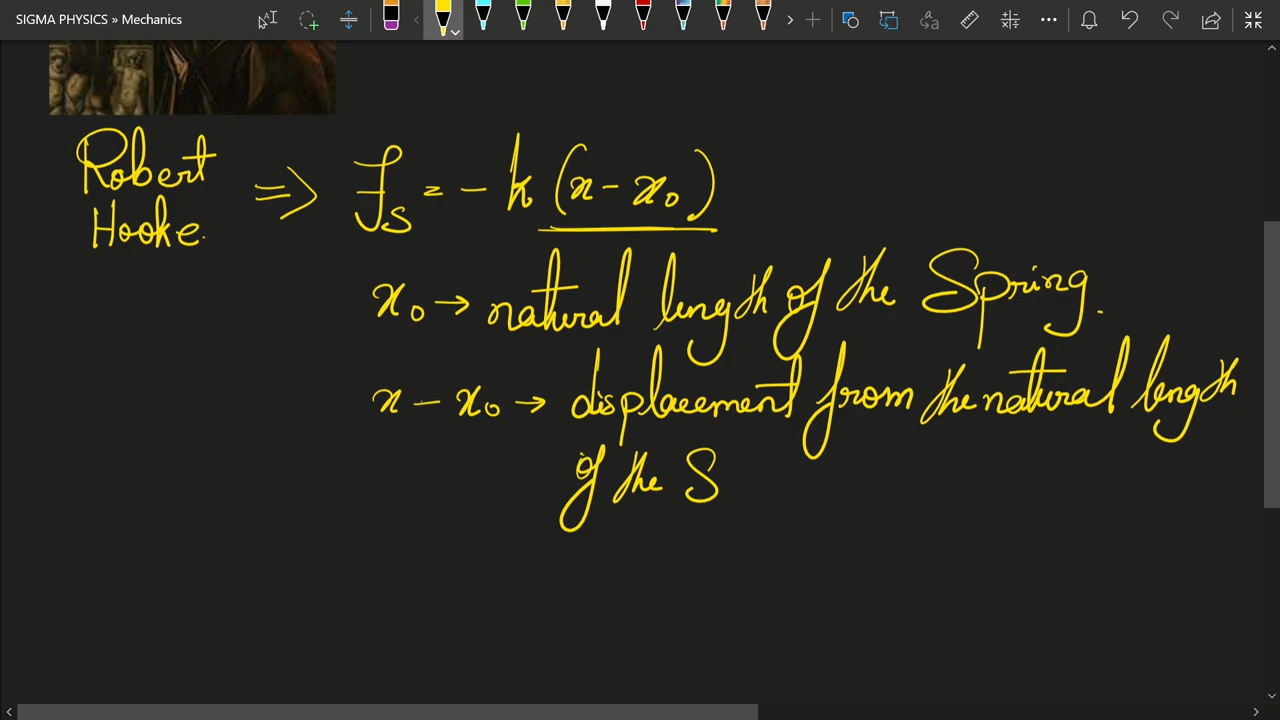 SIGMA PHYSICS » Mechanics
Robert
Hooke
=> Fs = - k (x - x₀)
x₀ → natural length of the Spring.
x - x₀ → displacement from the natural length
of the S